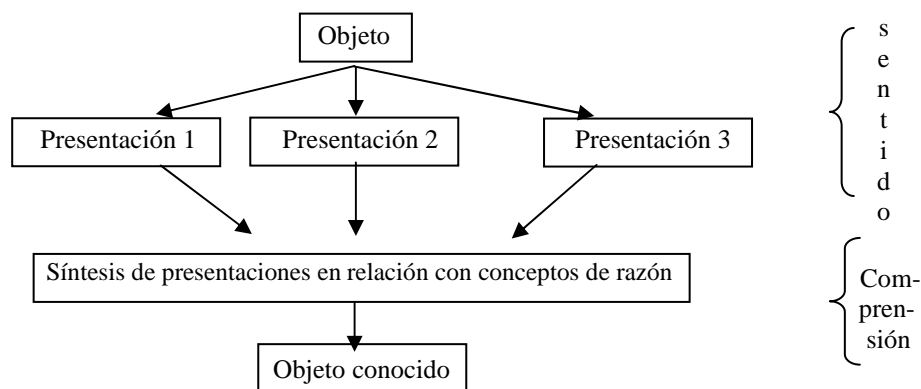 Objeto
Presentación 1
Presentación 2
Presentación 3
s
e
n
t
i
d
o
Síntesis de presentaciones en relación con conceptos de razón
Objeto conocido
Com-
pren-
sión